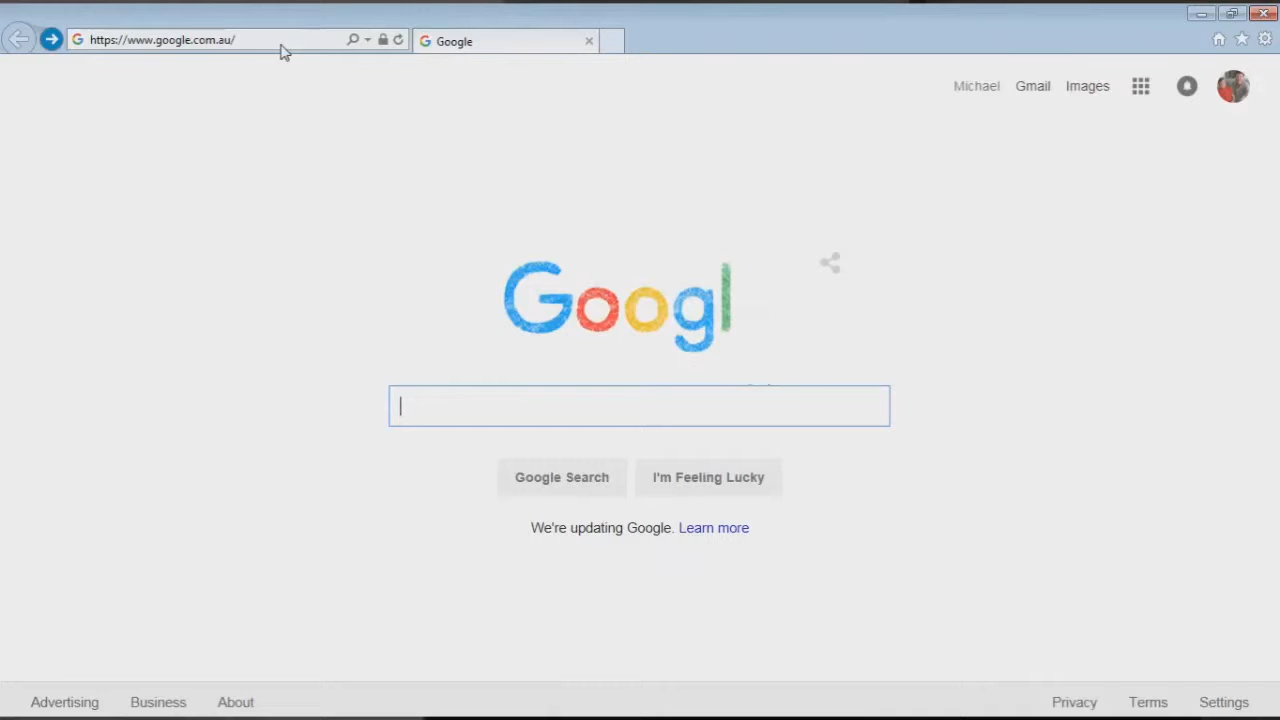 https://www.google.com.au/
Google
Michael Gmail Images
Googl
Google Search I'm Feeling Lucky
We're updating Google. Learn more
Advertising Business About Privacy Terms Settings